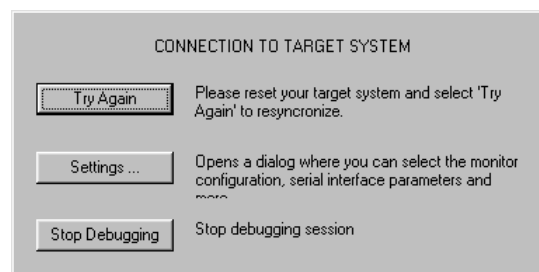 CONNECTION TO TARGET SYSTEM
Try Again
Please reset your target system and select 'Try
Again' to resyncronize.
Settings ...
Opens a dialog where you can select the monitor
configuration, serial interface parameters and
more
Stop Debugging
Stop debugging session